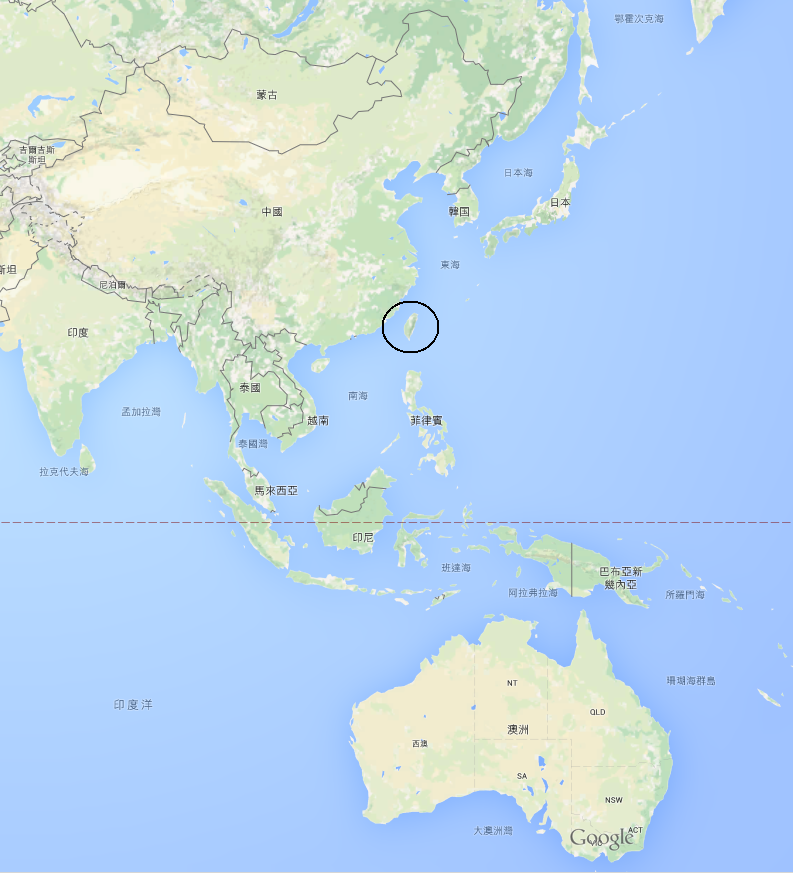 鄂霍次克海
蒙古
吉爾吉斯
斯坦
日本海
中國
韓国
日本
東海
斯坦
尼泊爾
印度
泰國
南海
孟加拉灣
越南
菲律賓
泰國灣
拉克代夫海
馬來西亞
印尼
班達海
巴布亞新
幾內亞
阿拉弗拉海
所羅門海
珊瑚海群島
NT
印度洋
QLD
澳洲
西澳
SA
NSW
大澳洲灣
ACT
Google
VIC